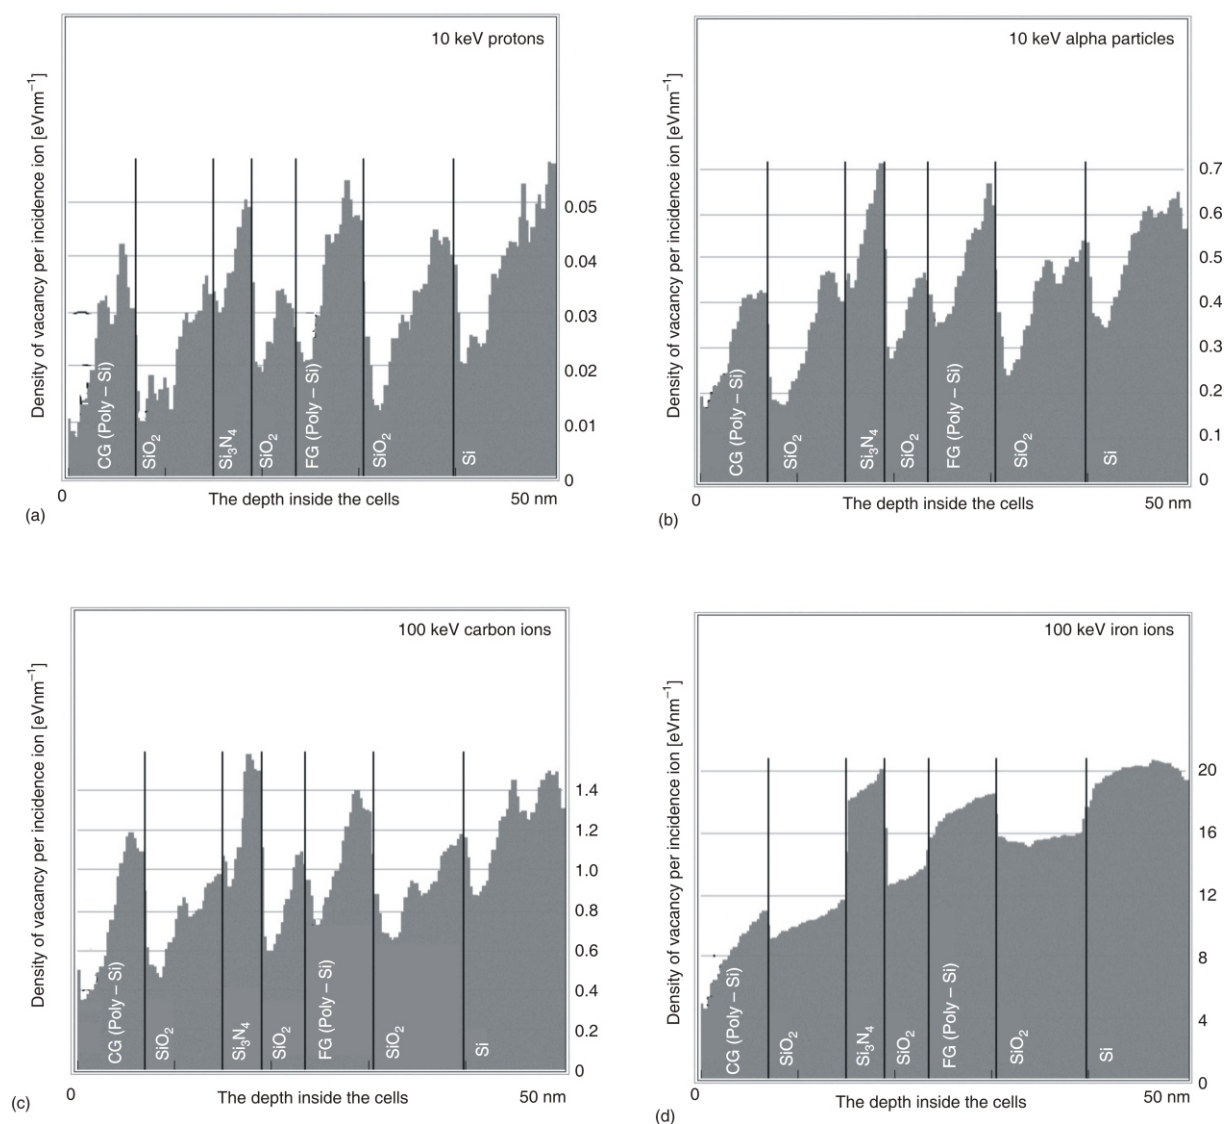 10 keV protons
Density of vacancy per incidence ion [eVnm⁻¹]
0.05
0.04
0.03
0.02
0.01
0
CG (Poly – Si)
SiO₂
Si₃N₄
SiO₂
FG (Poly – Si)
SiO₂
Si
0
The depth inside the cells
50 nm
(a)
10 keV alpha particles
Density of vacancy per incidence ion [eVnm⁻¹]
0.7
0.6
0.5
0.4
0.3
0.2
0.1
0
CG (Poly – Si)
SiO₂
Si₃N₄
SiO₂
FG (Poly – Si)
SiO₂
Si
0
The depth inside the cells
50 nm
(b)
100 keV carbon ions
Density of vacancy per incidence ion [eVnm⁻¹]
1.4
1.2
1.0
0.8
0.6
0.4
0.2
0
CG (Poly – Si)
SiO₂
Si₃N₄
SiO₂
FG (Poly – Si)
SiO₂
Si
0
The depth inside the cells
50 nm
(c)
100 keV iron ions
Density of vacancy per incidence ion [eVnm⁻¹]
20
16
12
8
4
0
CG (Poly – Si)
SiO₂
Si₃N₄
SiO₂
FG (Poly – Si)
SiO₂
Si
0
The depth inside the cells
50 nm
(d)